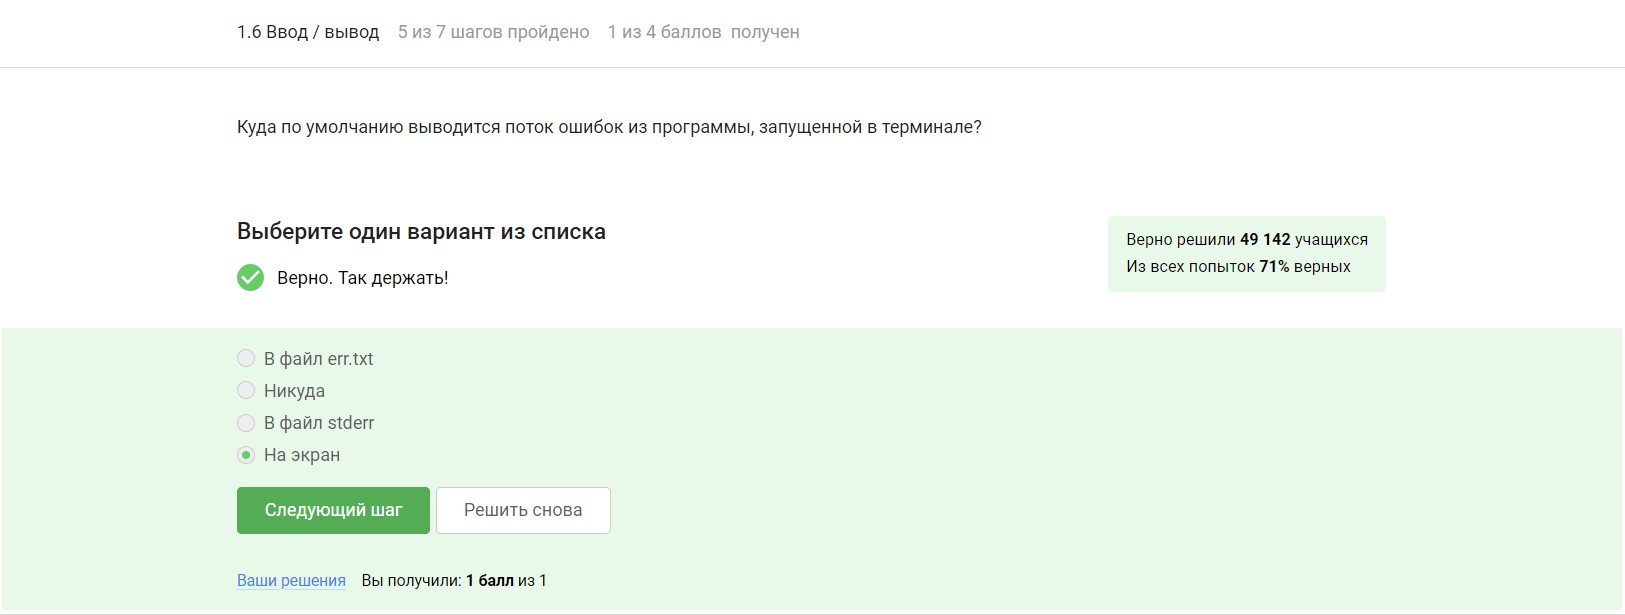 1.6 Ввод / вывод 5 из 7 шагов пройдено 1 из 4 баллов получен
Куда по умолчанию выводится поток ошибок из программы, запущенной в терминале?
Выберите один вариант из списка
Верно. Так держать!
Верно решили 49 142 учащихся
Из всех попыток 71% верных
В файл err.txt
Никуда
В файл stderr
На экран
Следующий шаг Решить снова
Ваши решения Вы получили: 1 балл из 1